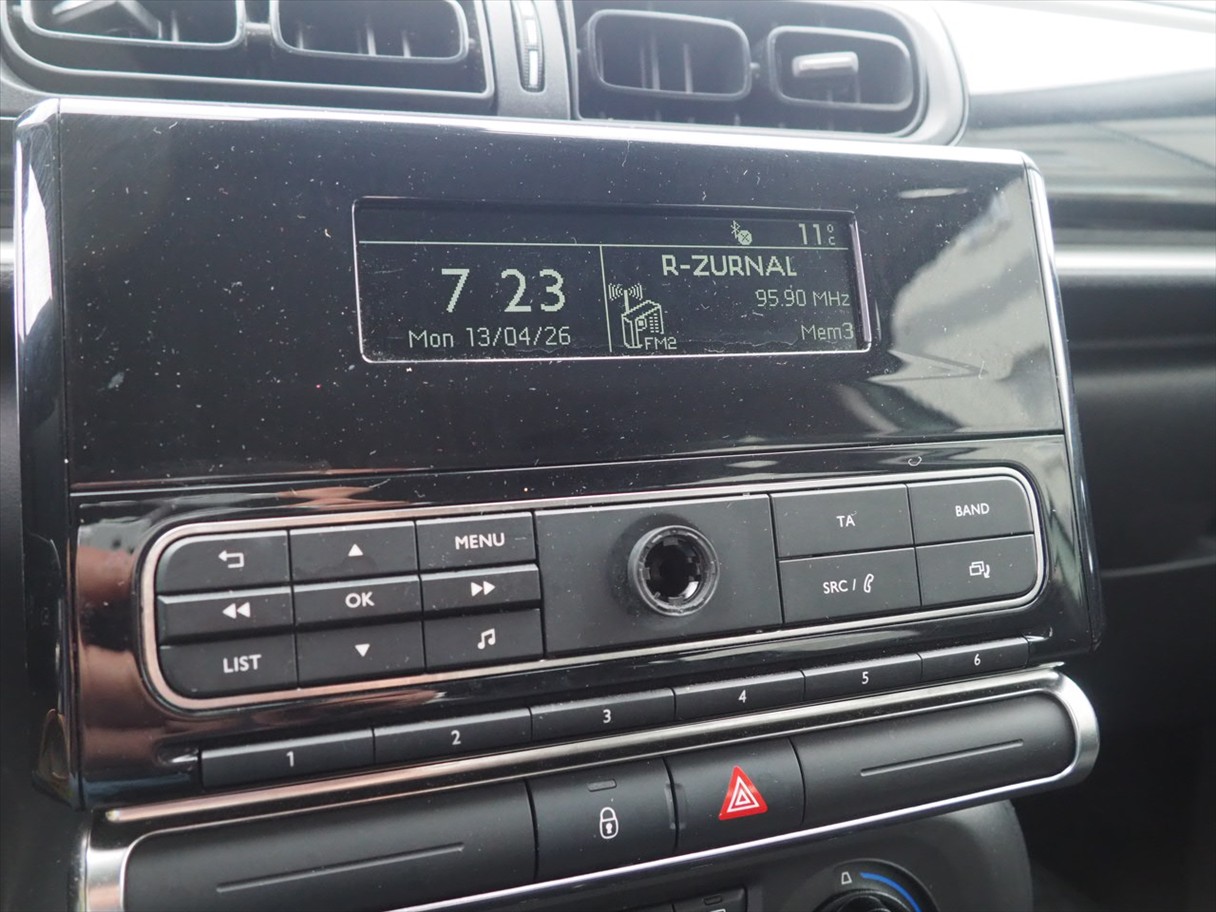 11°C
7 23
Mon 13/04/26
R-ZURNAL
95.90 MHz
FM2
Mem3
MENU
TA
BAND
OK
SRC /
LIST
1
2
3
4
5
6